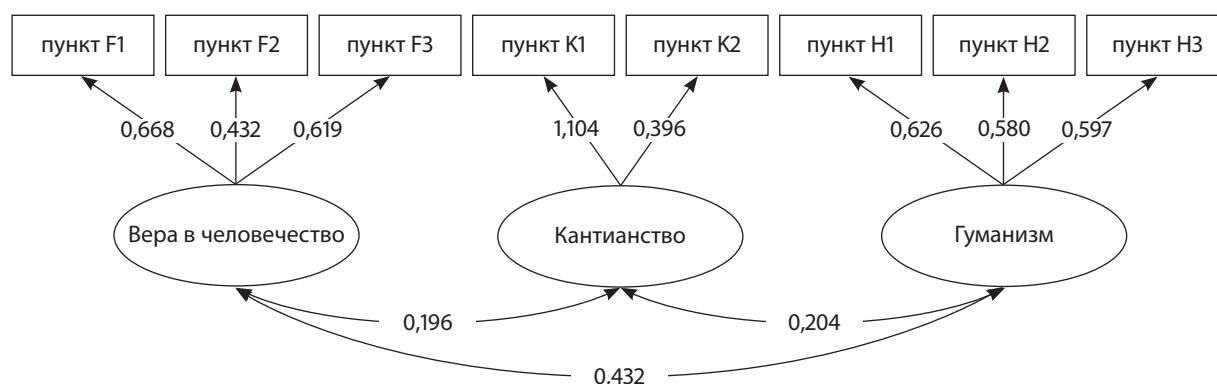 пункт F1 пункт F2 пункт F3 пункт K1 пункт K2 пункт H1 пункт H2 пункт H3
0,668 0,432 0,619 1,104 0,396 0,626 0,580 0,597
Вера в человечество Кантианство Гуманизм
0,196 0,204
0,432